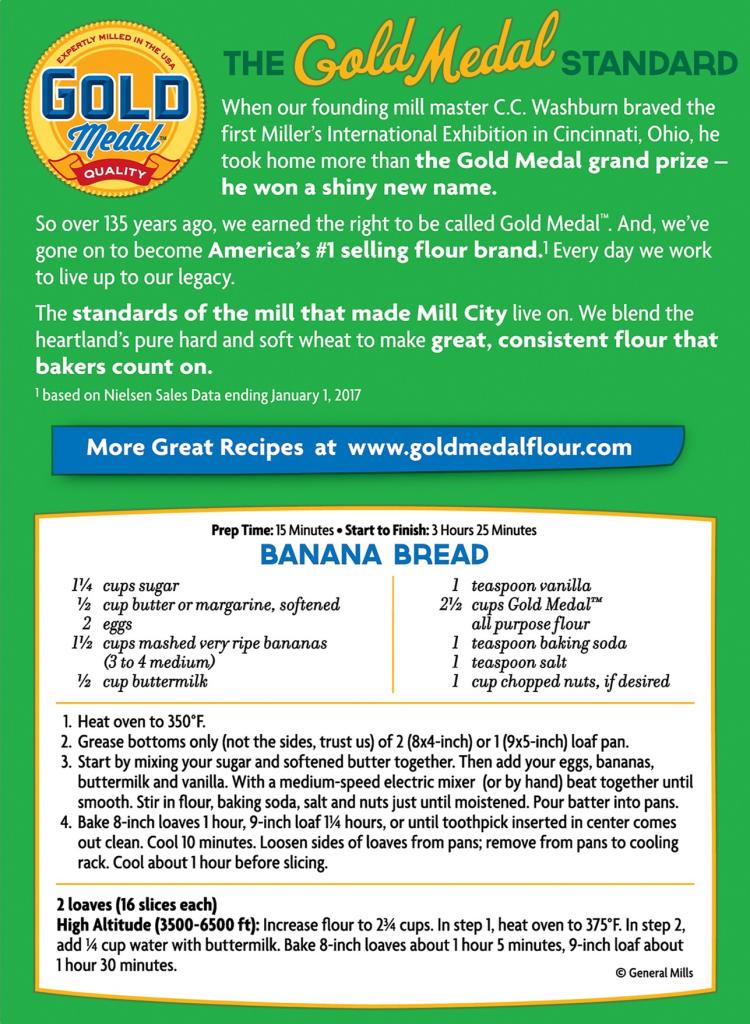 EXPERTLY MILLED IN THE USA
GOLD
Medal™
QUALITY
THE Gold Medal STANDARD
When our founding mill master C.C. Washburn braved the
first Miller's International Exhibition in Cincinnati, Ohio, he
took home more than the Gold Medal grand prize –
he won a shiny new name.
So over 135 years ago, we earned the right to be called Gold Medal™. And, we've
gone on to become America's #1 selling flour brand.¹ Every day we work
to live up to our legacy.
The standards of the mill that made Mill City live on. We blend the
heartland's pure hard and soft wheat to make great, consistent flour that
bakers count on.
¹ based on Nielsen Sales Data ending January 1, 2017
More Great Recipes at www.goldmedalflour.com
Prep Time: 15 Minutes • Start to Finish: 3 Hours 25 Minutes
BANANA BREAD
1¼ cups sugar
½ cup butter or margarine, softened
2 eggs
1½ cups mashed very ripe bananas
(3 to 4 medium)
½ cup buttermilk
1 teaspoon vanilla
2½ cups Gold Medal™
all purpose flour
1 teaspoon baking soda
1 teaspoon salt
1 cup chopped nuts, if desired
1. Heat oven to 350°F.
2. Grease bottoms only (not the sides, trust us) of 2 (8x4-inch) or 1 (9x5-inch) loaf pan.
3. Start by mixing your sugar and softened butter together. Then add your eggs, bananas,
buttermilk and vanilla. With a medium-speed electric mixer (or by hand) beat together until
smooth. Stir in flour, baking soda, salt and nuts just until moistened. Pour batter into pans.
4. Bake 8-inch loaves 1 hour, 9-inch loaf 1¼ hours, or until toothpick inserted in center comes
out clean. Cool 10 minutes. Loosen sides of loaves from pans; remove from pans to cooling
rack. Cool about 1 hour before slicing.
2 loaves (16 slices each)
High Altitude (3500-6500 ft): Increase flour to 2¾ cups. In step 1, heat oven to 375°F. In step 2,
add ¼ cup water with buttermilk. Bake 8-inch loaves about 1 hour 5 minutes, 9-inch loaf about
1 hour 30 minutes.
© General Mills